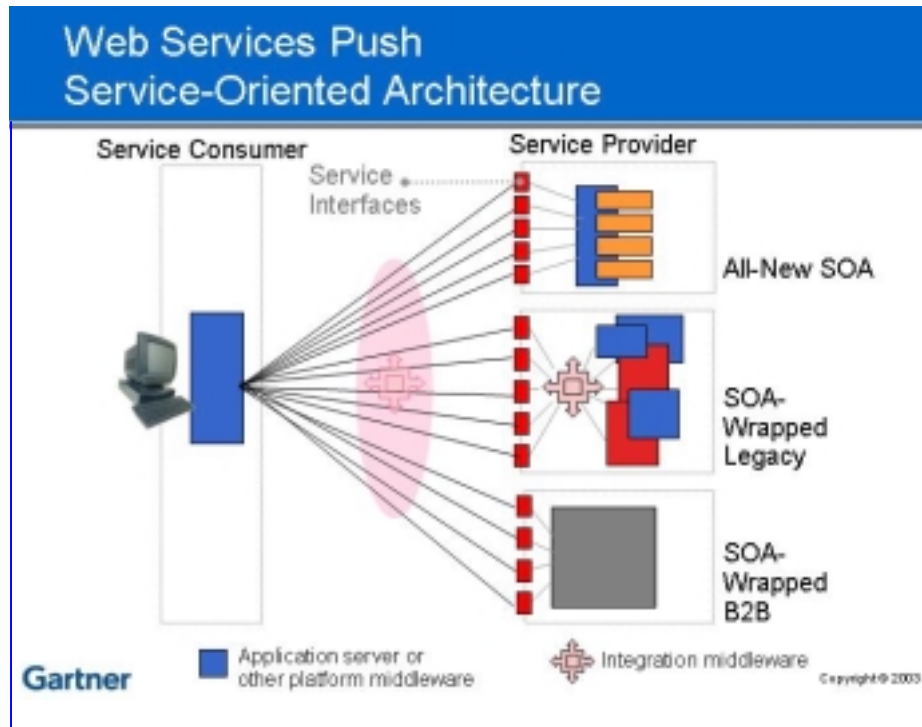 Web Services Push
Service-Oriented Architecture
Service Consumer
Service Provider
Service
Interfaces
All-New SOA
SOA-
Wrapped
Legacy
SOA-
Wrapped
B2B
Application server or
other platform middleware
Integration middleware
Gartner
Copyright © 2003